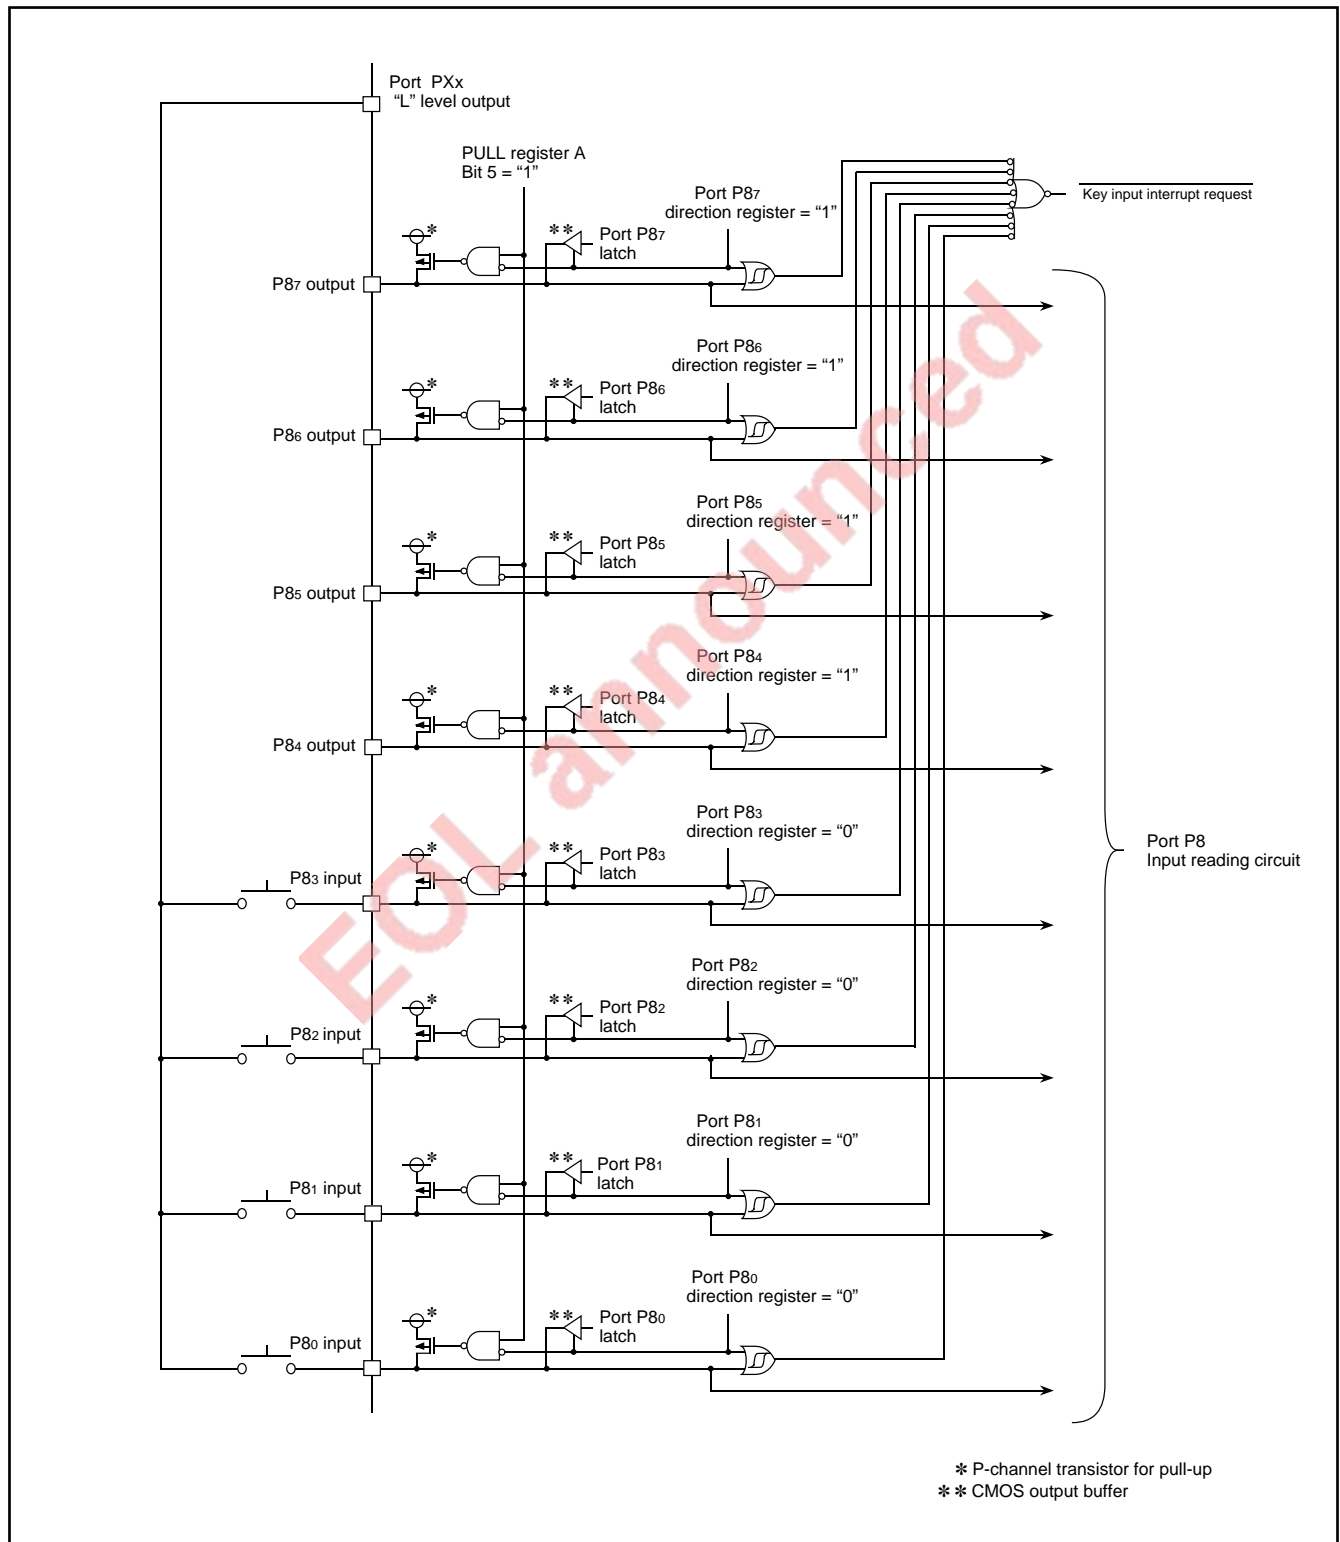 Port PXx
“L” level output
PULL register A
Bit 5 = “1”
Port P87
direction register = “1”
Key input interrupt request
*
**
Port P87
latch
P87 output
Port P86
direction register = “1”
*
**
Port P86
latch
P86 output
Port P85
direction register = “1”
*
**
Port P85
latch
P85 output
Port P84
direction register = “1”
*
**
Port P84
latch
P84 output
Port P83
direction register = “0”
*
**
Port P83
latch
P83 input
Port P8
Input reading circuit
Port P82
direction register = “0”
*
**
Port P82
latch
P82 input
Port P81
direction register = “0”
*
**
Port P81
latch
P81 input
Port P80
direction register = “0”
*
**
Port P80
latch
P80 input
* P-channel transistor for pull-up
** CMOS output buffer
EOL announced